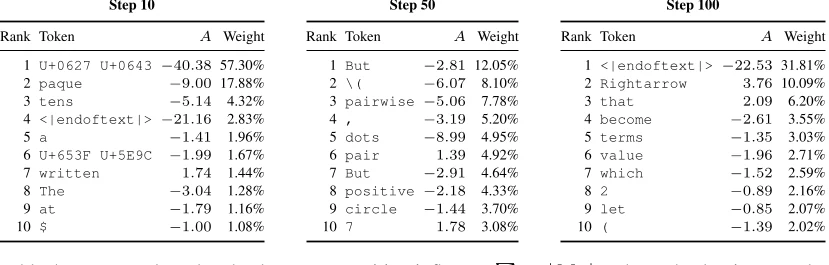 Step 10 Step 50 Step 100
Rank Token A Weight Rank Token A Weight Rank Token A Weight
1 U+0627 U+0643 −40.38 57.30% 1 But −2.81 12.05% 1 <|endoftext|> −22.53 31.81%
2 paque −9.00 17.88% 2 \( −6.07 8.10% 2 Rightarrow 3.76 10.09%
3 tens −5.14 4.32% 3 pairwise −5.06 7.78% 3 that 2.09 6.20%
4 <|endoftext|> −21.16 2.83% 4 , −3.19 5.20% 4 become −2.61 3.55%
5 a −1.41 1.96% 5 dots −8.99 4.95% 5 terms −1.35 3.03%
6 U+653F U+5E9C −1.99 1.67% 6 pair 1.39 4.92% 6 value −1.96 2.71%
7 written 1.74 1.44% 7 But −2.91 4.64% 7 which −1.52 2.59%
8 The −3.04 1.28% 8 positive −2.18 4.33% 8 2 −0.89 2.16%
9 at −1.79 1.16% 9 circle −1.44 3.70% 9 let −0.85 2.07%
10 $ −1.00 1.08% 10 7 1.78 3.08% 10 ( −1.39 2.02%